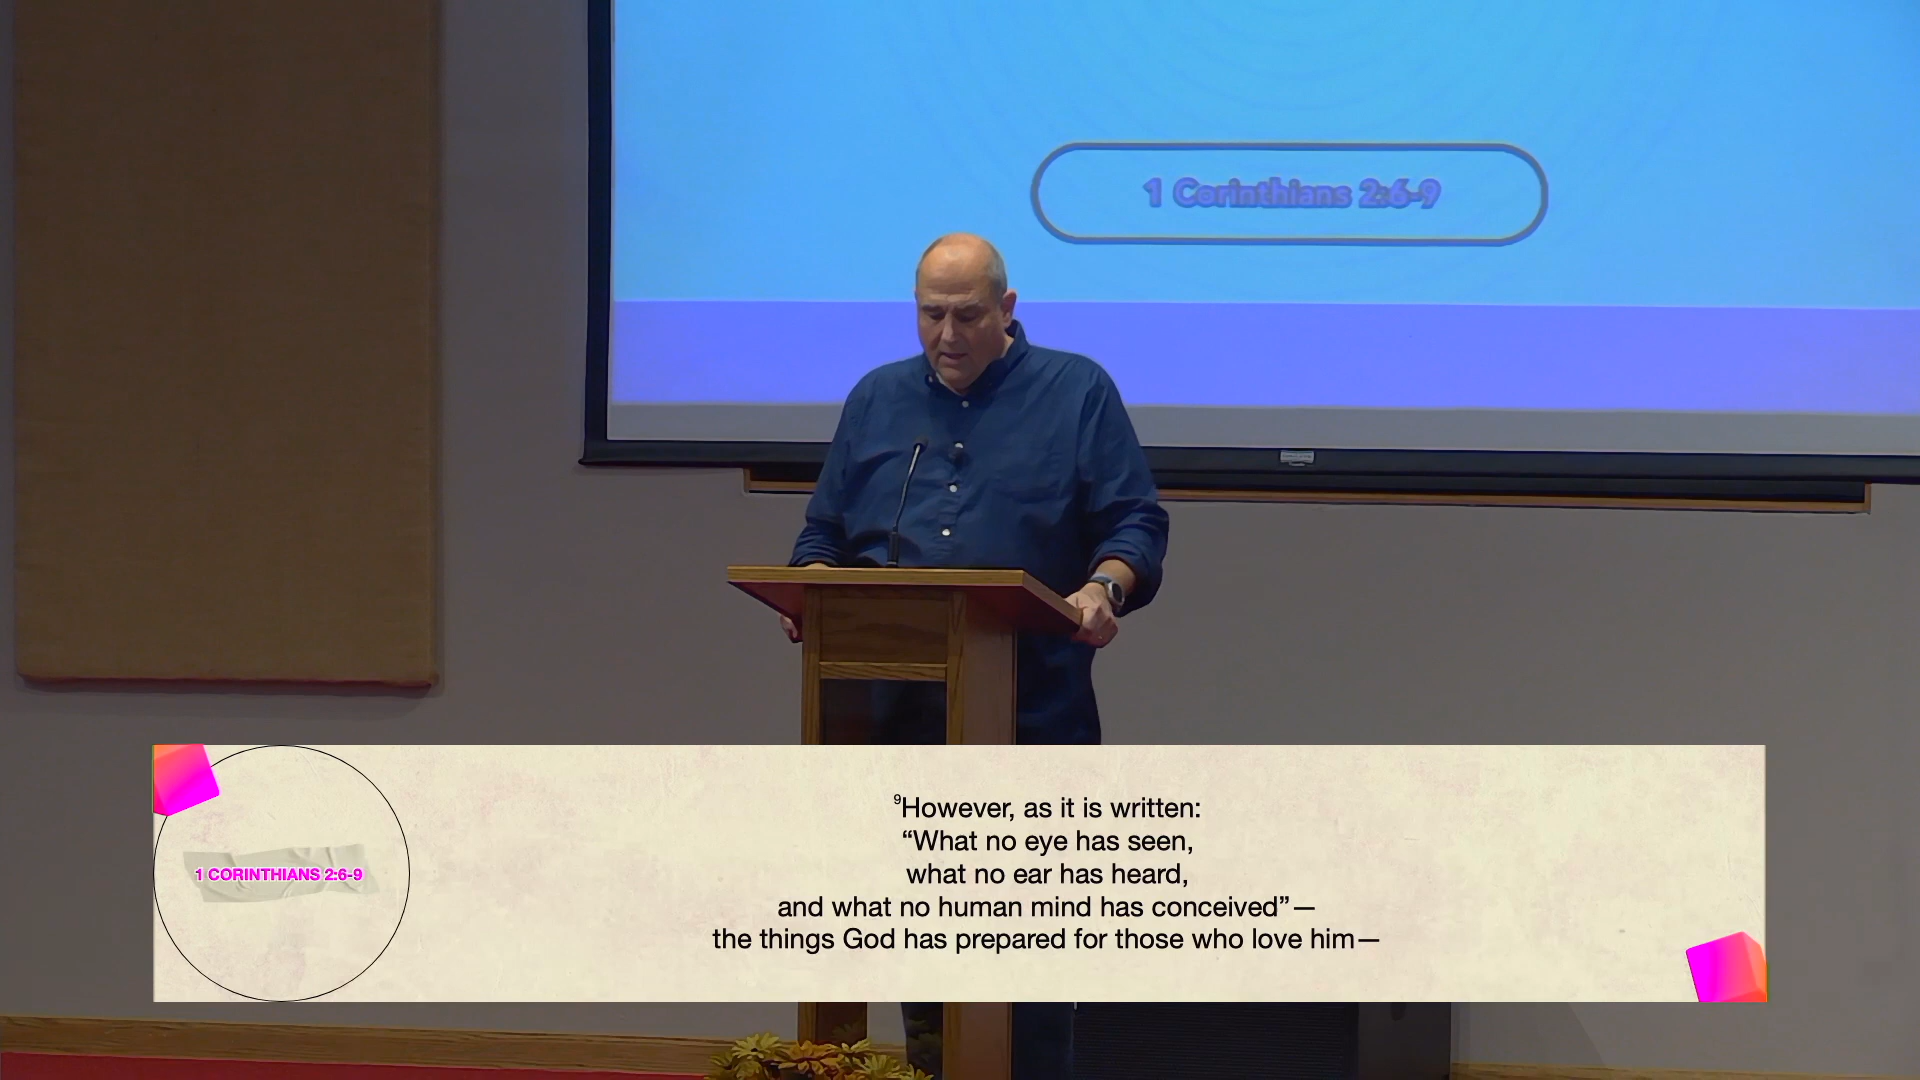 1 Corinthians 2:6-9
1 CORINTHIANS 2:6-9
⁹However, as it is written:
“What no eye has seen,
what no ear has heard,
and what no human mind has conceived”—
the things God has prepared for those who love him—